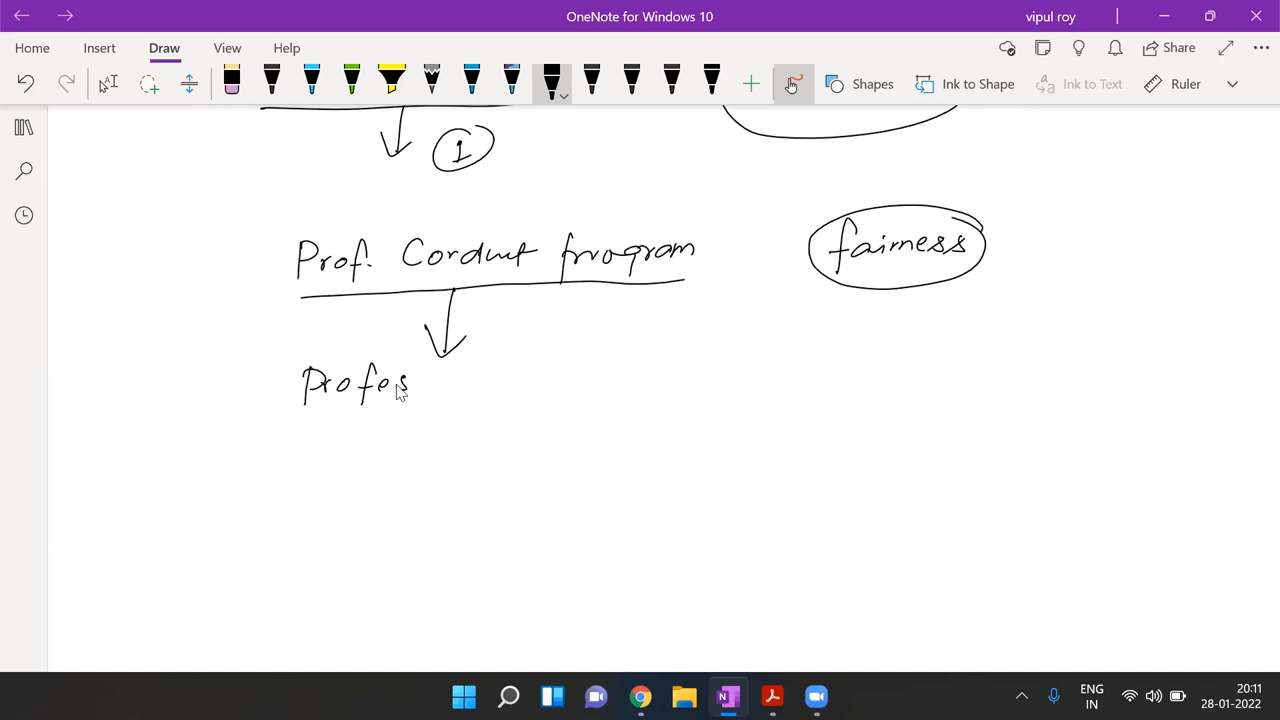 OneNote for Windows 10
vipul roy
Home Insert Draw View Help
Share
Shapes Ink to Shape Ink to Text Ruler
1
Prof. Conduct program
fairness
Profes
ENG
IN
20:11
28-01-2022